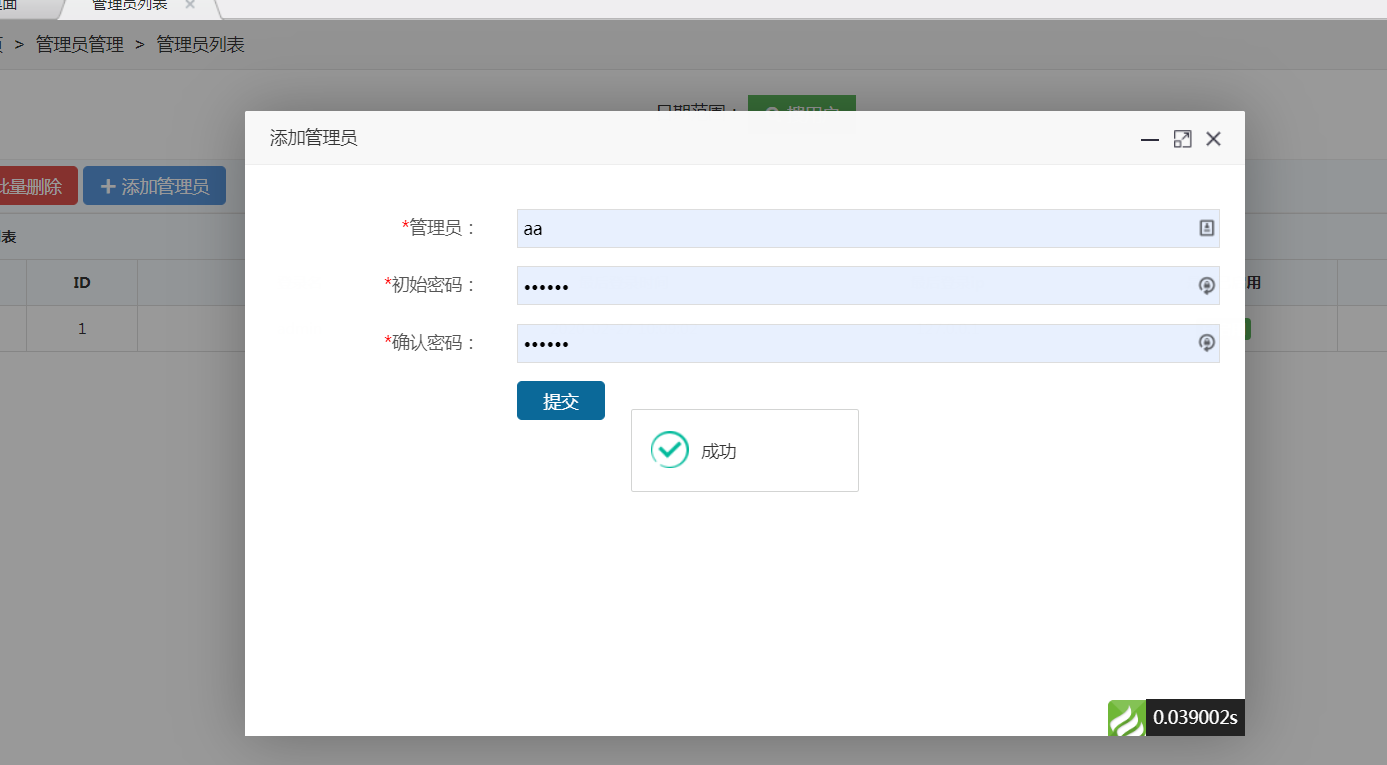 管理员列表
> 管理员管理 > 管理员列表
添加管理员
批量删除 添加管理员
*管理员： aa
*初始密码： ••••••
*确认密码： ••••••
提交
成功
ID
用
1
0.039002s